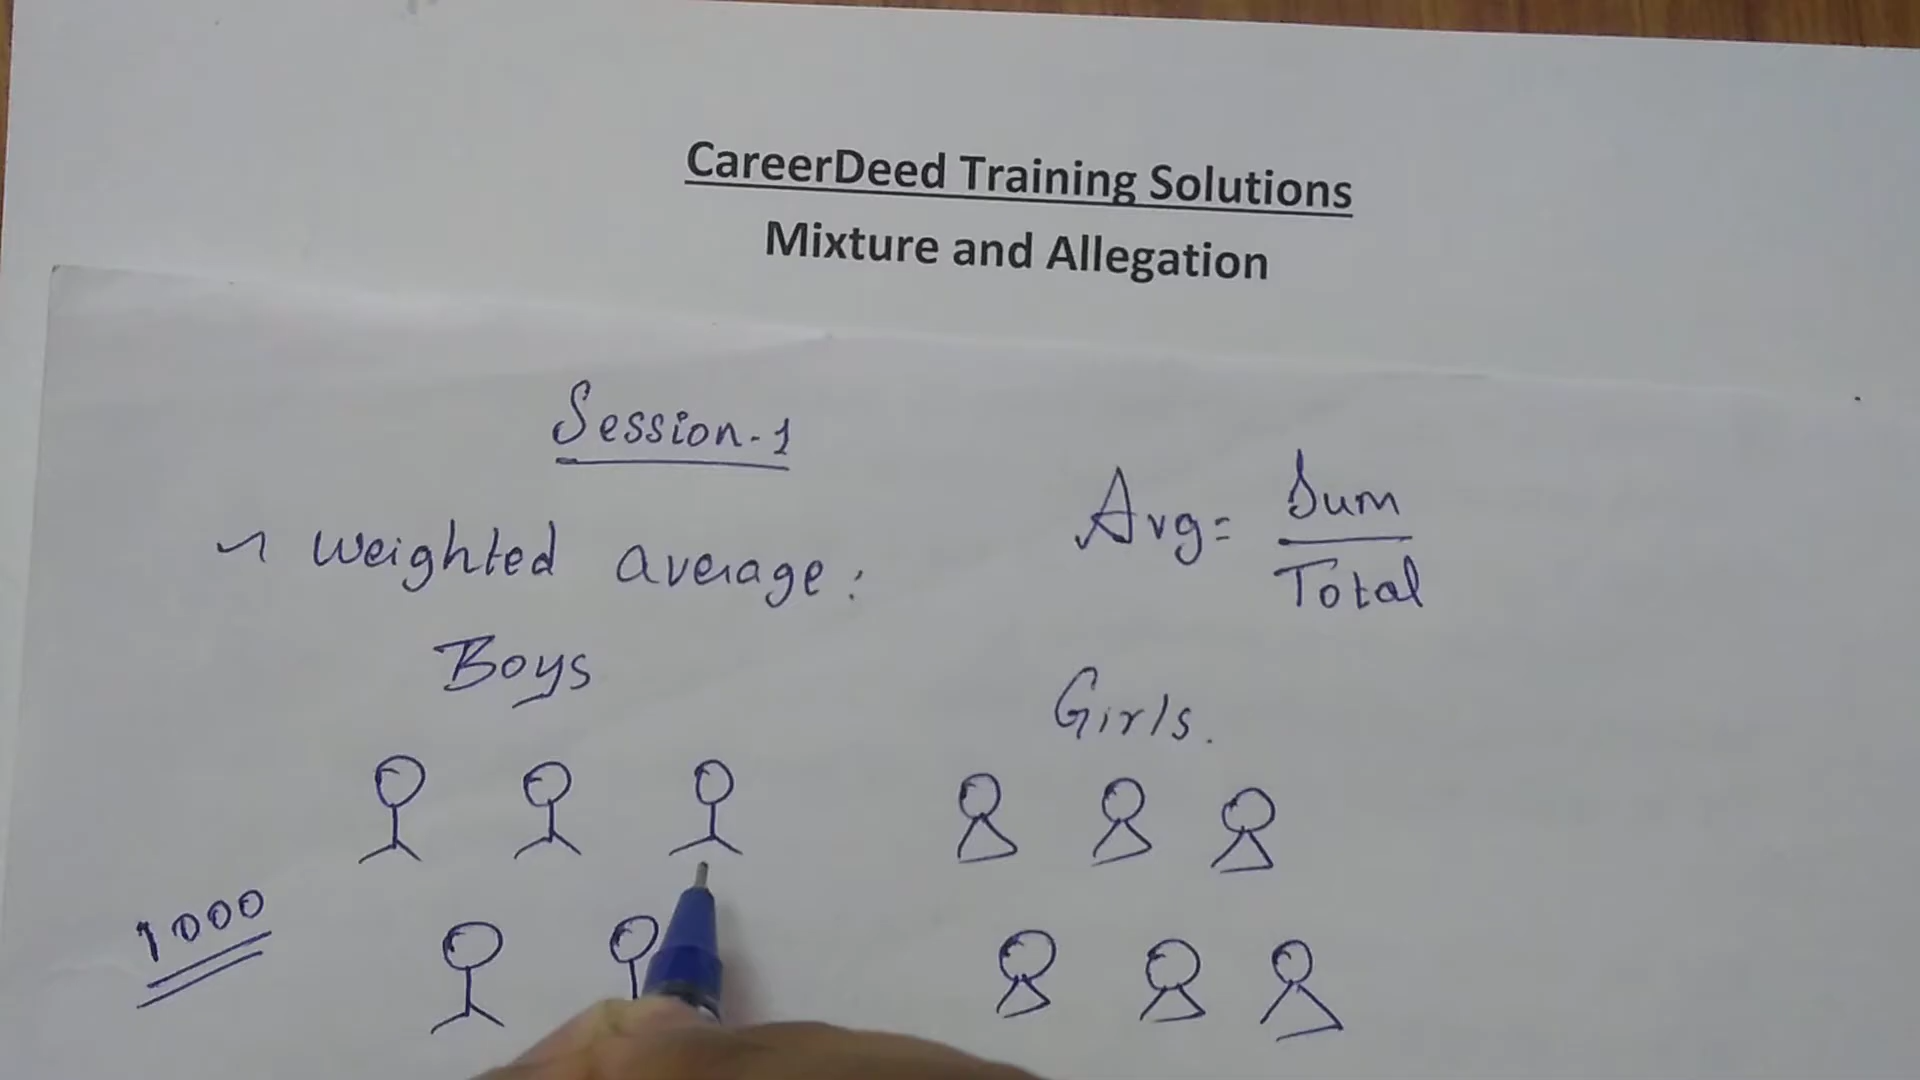 CareerDeed Training Solutions
Mixture and Allegation
Session-1
weighted average:
Avg = Sum
Total
Boys
Girls.
1000